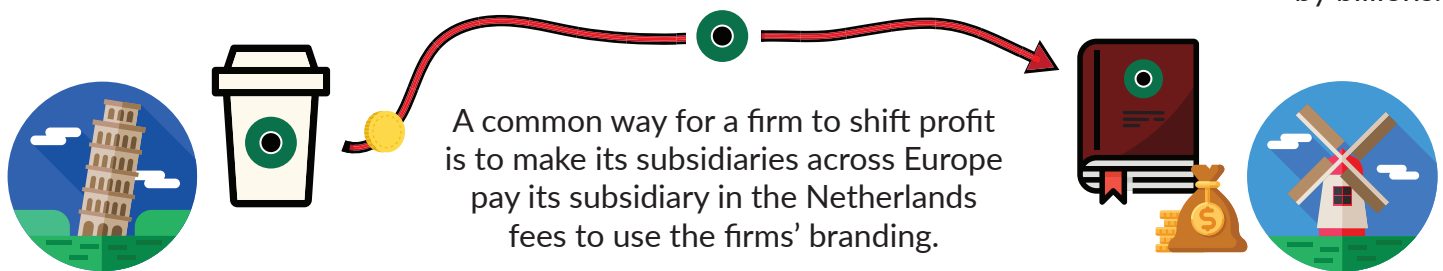 A common way for a firm to shift profit
is to make its subsidiaries across Europe
pay its subsidiary in the Netherlands
fees to use the firms’ branding.